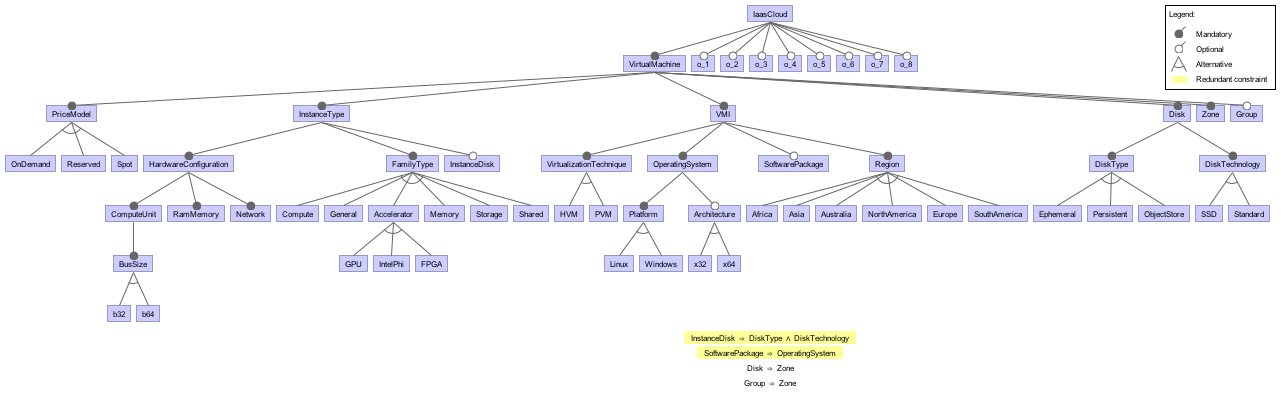 IaasCloud
Legend:
Mandatory
Optional
Alternative
Redundant constraint
VirtualMachine o_1 o_2 o_3 o_4 o_5 o_6 o_7 o_8
PriceModel InstanceType VMI Disk Zone Group
OnDemand Reserved Spot HardwareConfiguration FamilyType InstanceDisk VirtualizationTechnique OperatingSystem SoftwarePackage Region DiskType DiskTechnology
ComputeUnit RamMemory Network Compute General Accelerator Memory Storage Shared HVM PVM Platform Architecture Africa Asia Australia NorthAmerica Europe SouthAmerica Ephemeral Persistent ObjectStore SSD Standard
BusSize GPU IntelPhi FPGA Linux Windows x32 x64
b32 b64
InstanceDisk ⇒ DiskType ∧ DiskTechnology
SoftwarePackage ⇒ OperatingSystem
Disk ⇒ Zone
Group ⇒ Zone